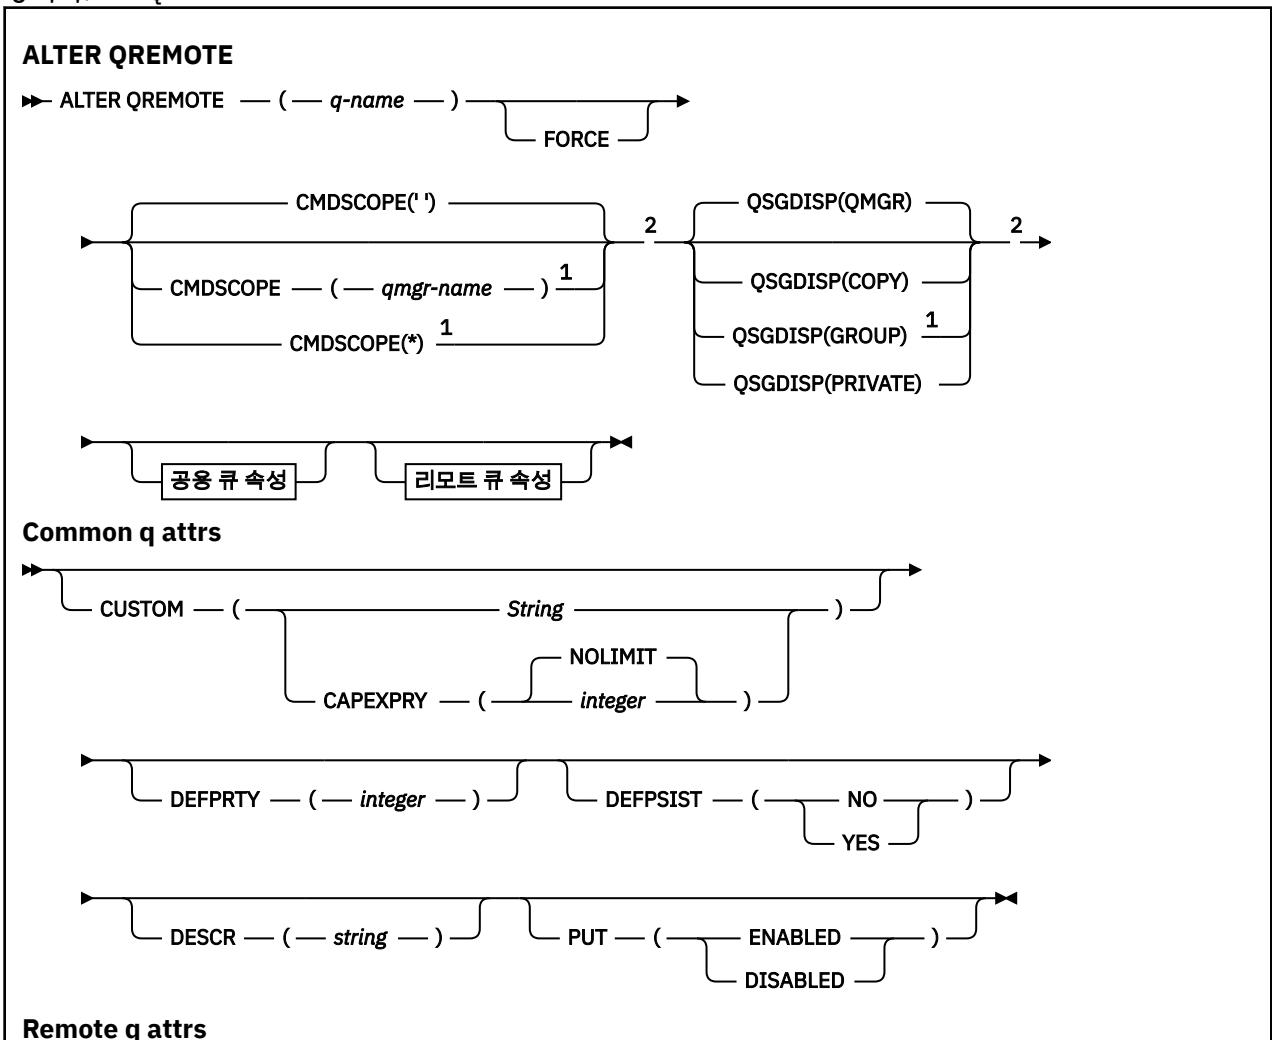 ALTER QREMOTE
ALTER QREMOTE ( q-name )
FORCE
CMDSCOPE(' ')
2
CMDSCOPE ( qmgr-name ) 1
CMDSCOPE(*) 1
QSGDISP(QMGR)
2
QSGDISP(COPY)
QSGDISP(GROUP) 1
QSGDISP(PRIVATE)
공용 큐 속성 리모트 큐 속성
Common q attrs
CUSTOM ( String )
NOLIMIT
CAPEXPRY ( integer )
DEFPRTY ( integer ) DEFPSIST ( NO )
YES
DESCR ( string ) PUT ( ENABLED )
DISABLED
Remote q attrs